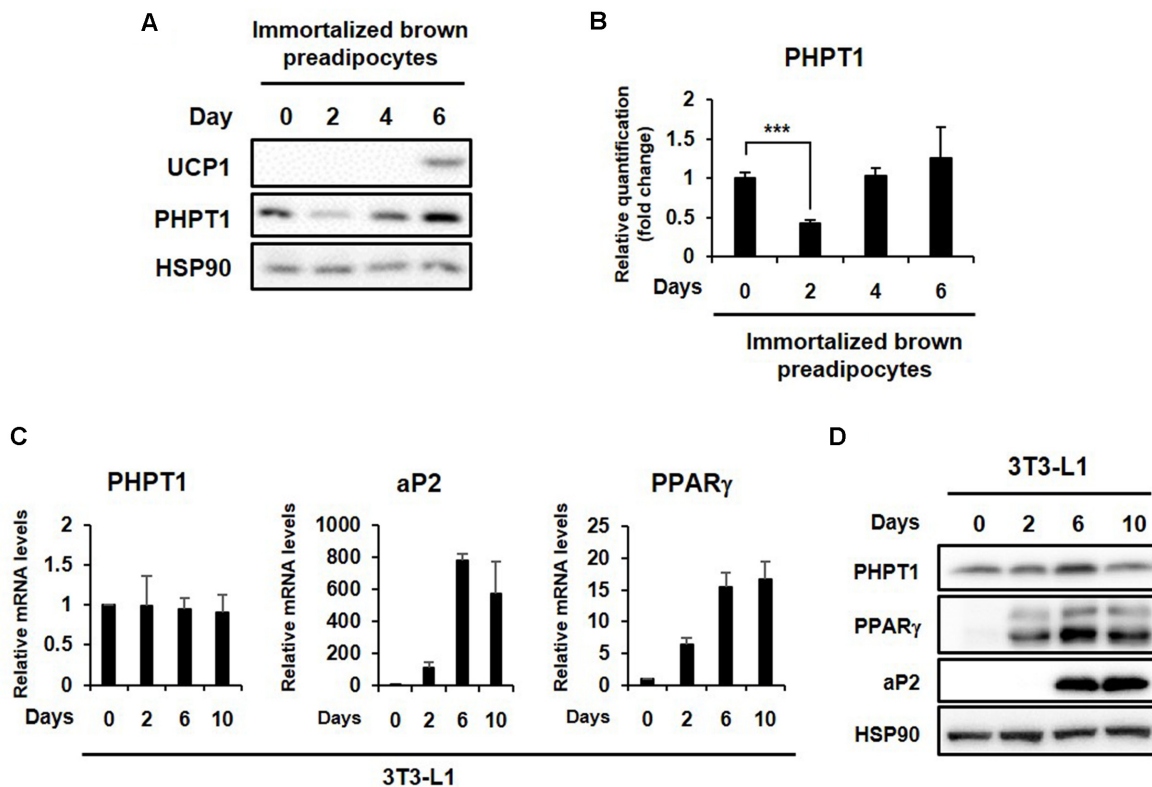 A
Immortalized brown
preadipocytes
Day 0 2 4 6
UCP1
PHPT1
HSP90
B
PHPT1
Relative quantification
(fold change)
2
1.5
1
0.5
0
***
Days 0 2 4 6
Immortalized brown
preadipocytes
C
PHPT1
Relative mRNA levels
2
1.5
1
0.5
0
Days 0 2 6 10
aP2
Relative mRNA levels
1000
800
600
400
200
0
Days 0 2 6 10
PPARγ
Relative mRNA levels
25
20
15
10
5
0
Days 0 2 6 10
3T3-L1
D
3T3-L1
Days 0 2 6 10
PHPT1
PPARγ
aP2
HSP90